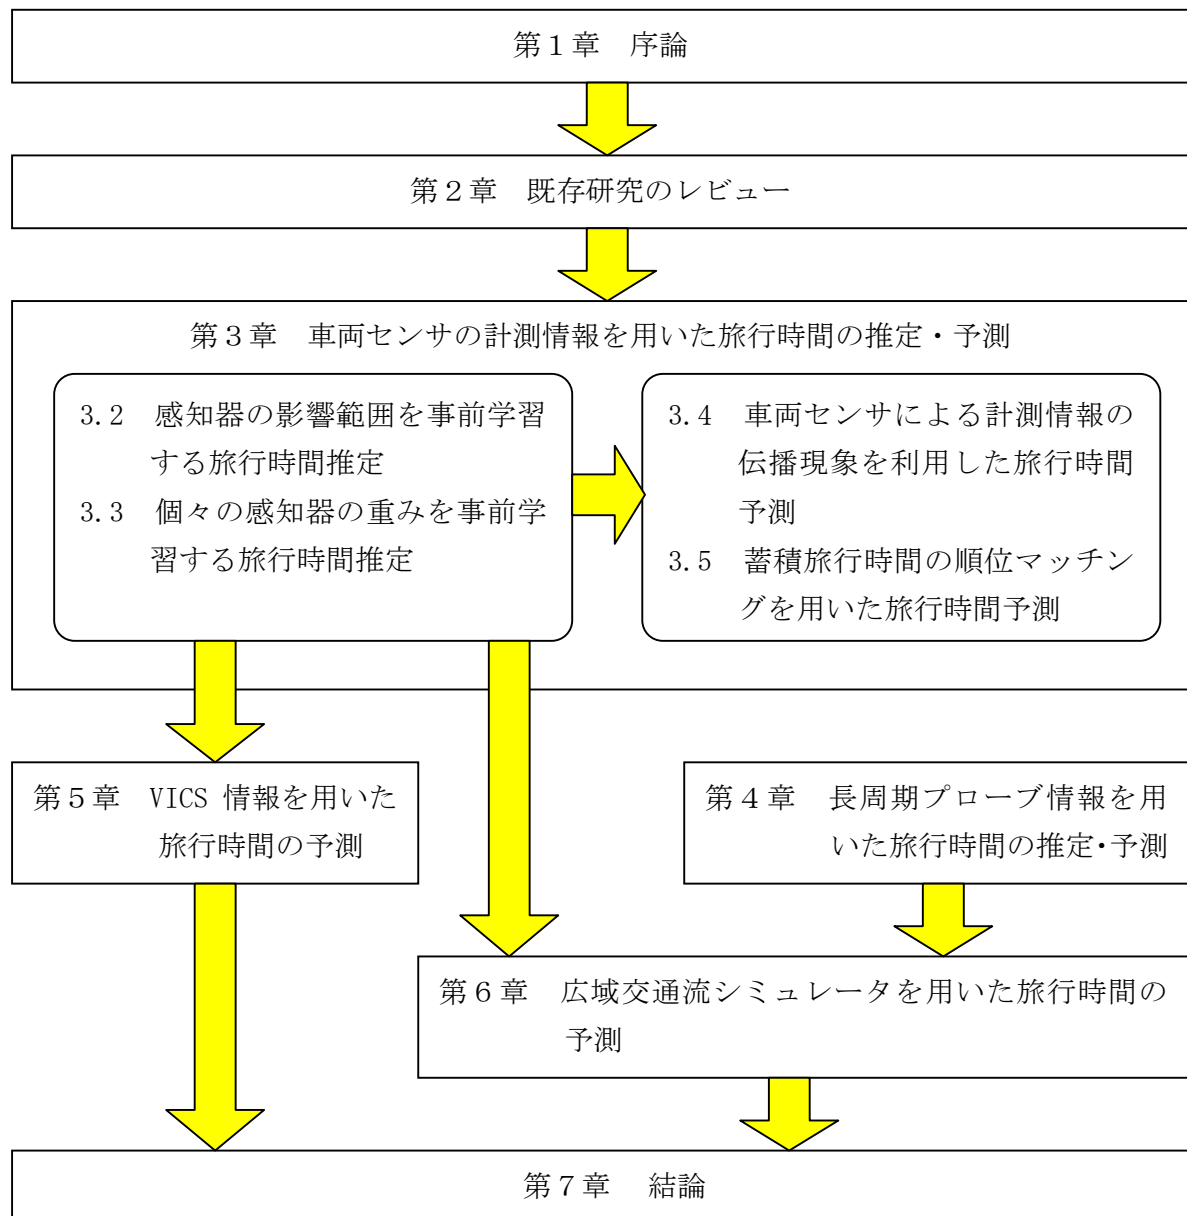 第１章　序論
第２章　既存研究のレビュー
第３章　車両センサの計測情報を用いた旅行時間の推定・予測
3.2　感知器の影響範囲を事前学習
する旅行時間推定
3.3　個々の感知器の重みを事前学
習する旅行時間推定
3.4　車両センサによる計測情報の
伝播現象を利用した旅行時間
予測
3.5　蓄積旅行時間の順位マッチン
グを用いた旅行時間予測
第５章　VICS 情報を用いた
旅行時間の予測
第４章　長周期プローブ情報を用
いた旅行時間の推定・予測
第６章　広域交通流シミュレータを用いた旅行時間の
予測
第７章　結論